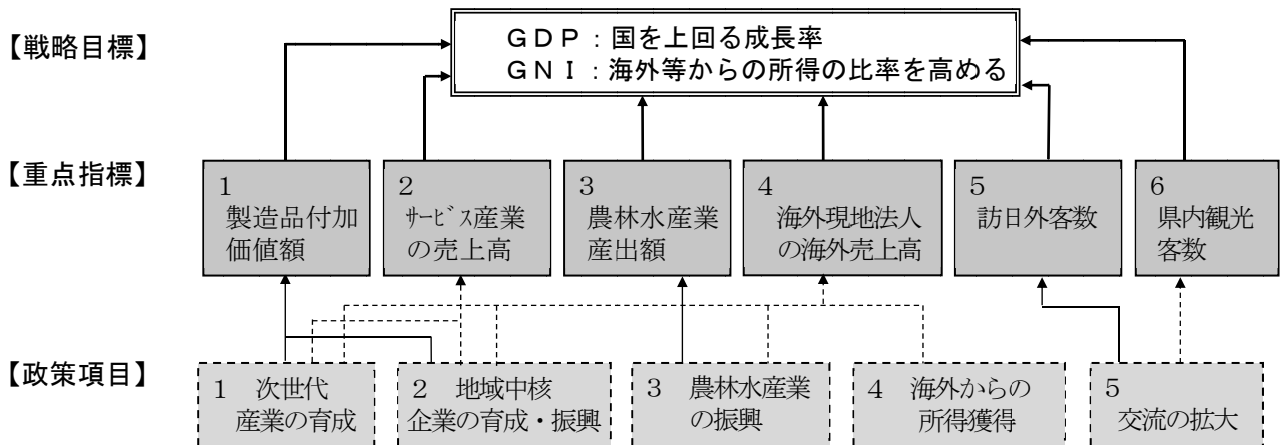 【戦略目標】
ＧＤＰ：国を上回る成長率
ＧＮＩ：海外等からの所得の比率を高める
【重点指標】
１
製造品付加
価値額
２
ｻｰﾋﾞｽ産業
の売上高
３
農林水産業
産出額
４
海外現地法人
の海外売上高
５
訪日外客数
６
県内観光
客数
【政策項目】
１ 次世代
産業の育成
２ 地域中核
企業の育成・振興
３ 農林水産業
の振興
４ 海外からの
所得獲得
５
交流の拡大